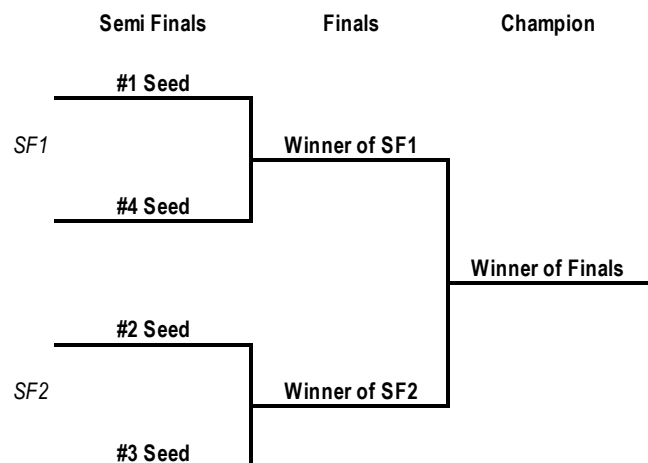 Semi Finals Finals Champion
#1 Seed
SF1
Winner of SF1
#4 Seed
Winner of Finals
#2 Seed
SF2
Winner of SF2
#3 Seed